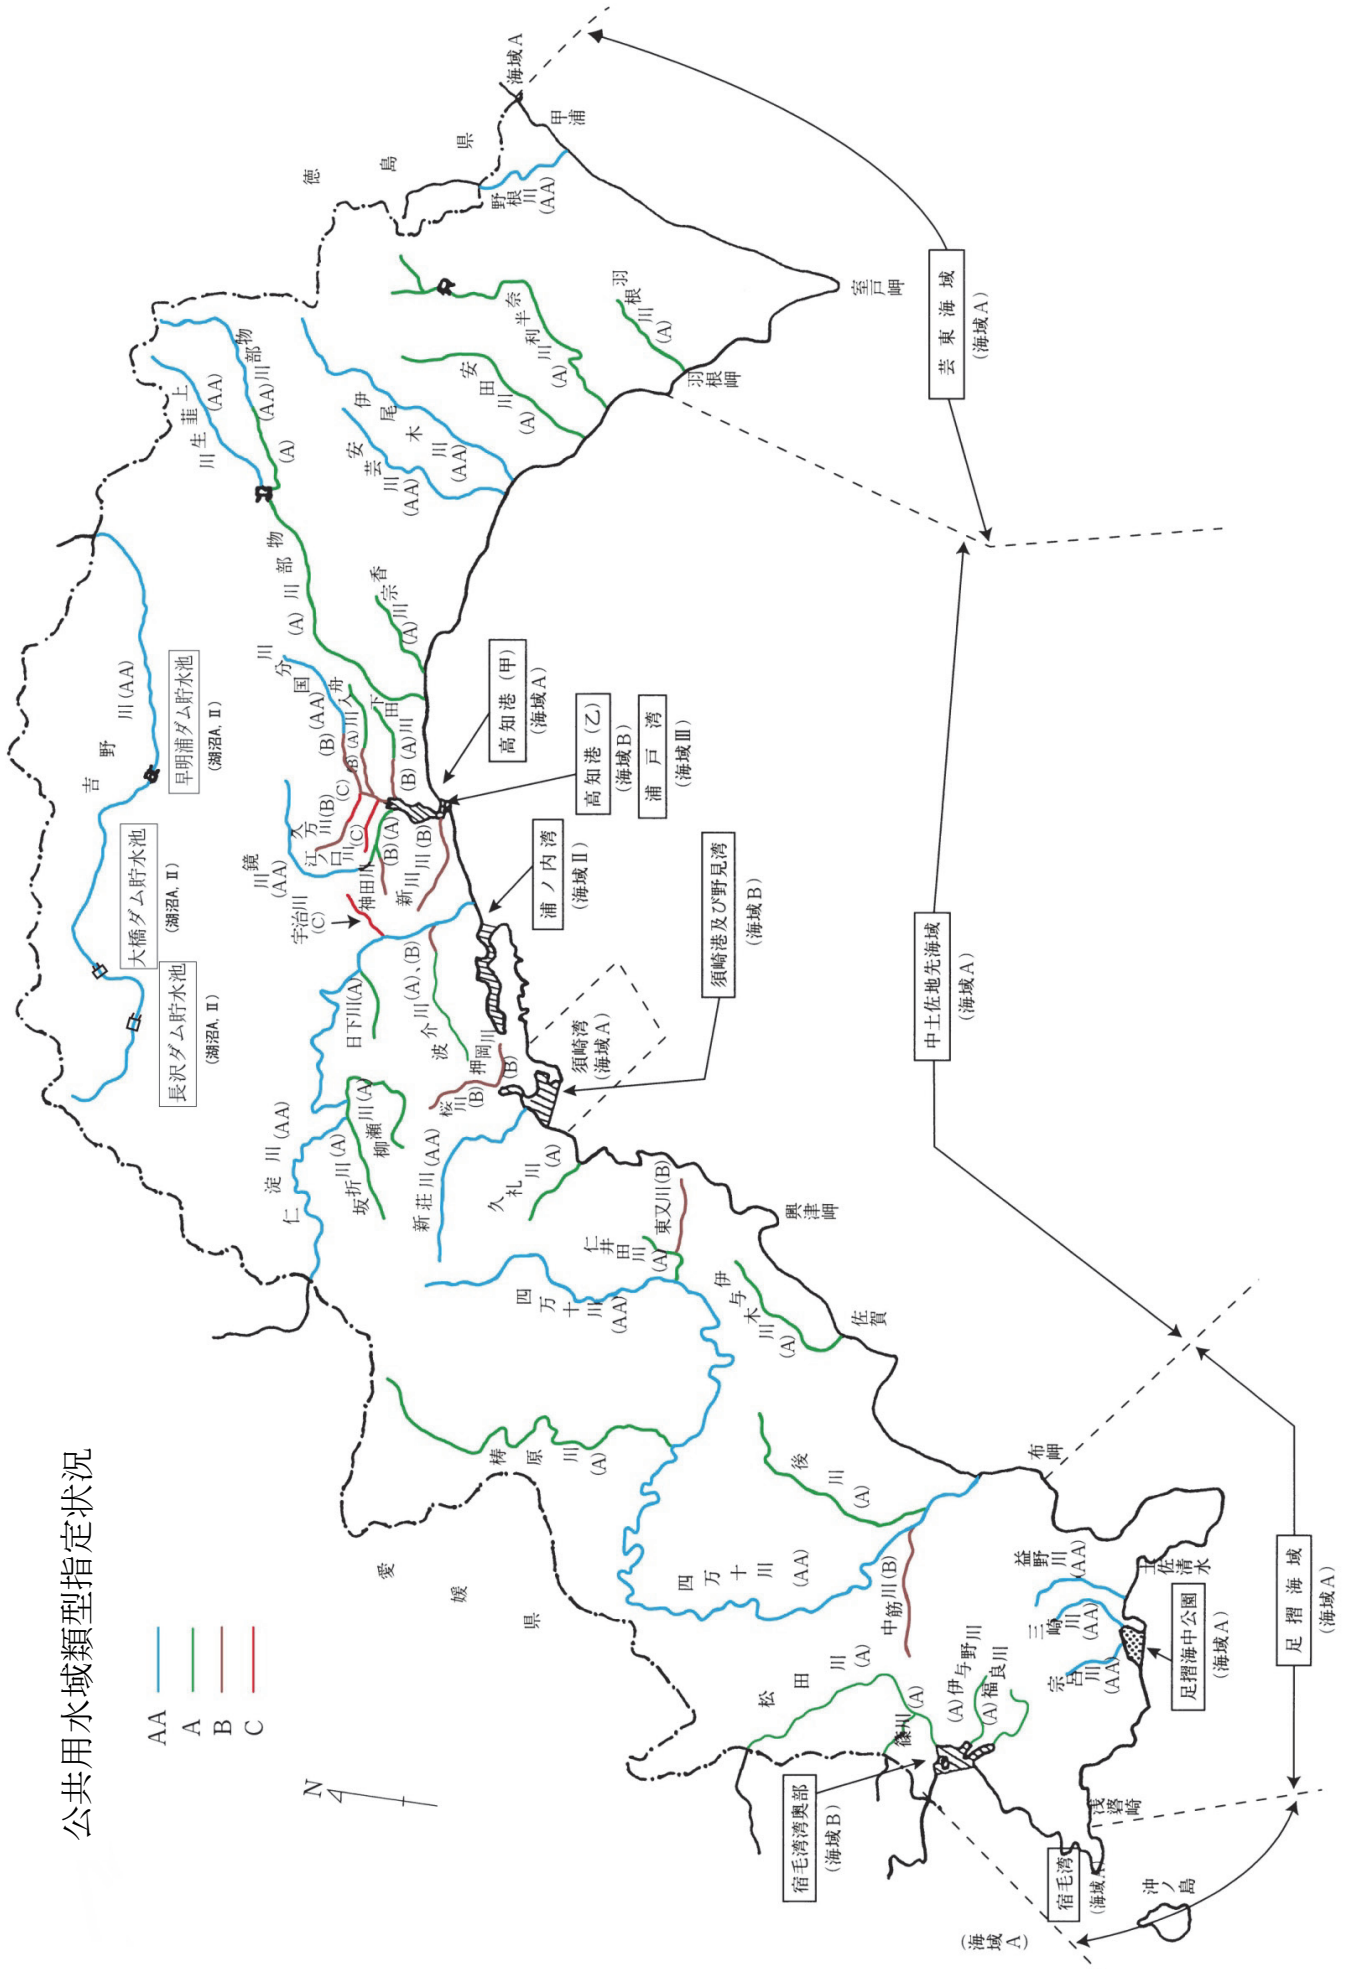 公共用水域類型指定状況
AA
A
B
C
N
徳島県
愛媛県
海域A
甲浦
野根川
(AA)
室戸岬
羽根川
(A)
羽根岬
奈半利川
(A)
安田川
(A)
伊尾木川
(AA)
安芸川
(AA)
物部川
(AA)
(A)
上韮生川
(AA)
物部川
(A)
香宗川
(A)
吉野川(AA)
早明浦ダム貯水池
(湖沼A, Ⅱ)
大橋ダム貯水池
(湖沼A, Ⅱ)
長沢ダム貯水池
(湖沼A, Ⅱ)
国分川
(AA)
(B)
舟入川
(A)
(B)
下田川
(A)
(B)
(C)
久万川(B)
江ノ口川
(C)
鏡川
(AA)
(A)
神田川
(B)
新川川(B)
宇治川
(C)
日下川(A)
波介川(A)、(B)
仁淀川(AA)
柳瀬川(A)
坂折川(A)
押岡川
(B)
桜川
(B)
新荘川(AA)
久礼川
(A)
須崎湾
(海域A)
高知港(甲)
(海域A)
高知港(乙)
(海域B)
浦戸湾
(海域Ⅲ)
浦ノ内湾
(海域Ⅱ)
須崎港及び野見湾
(海域B)
芸東海域
(海域A)
中土佐地先海域
(海域A)
足摺海域
(海域A)
東又川(B)
仁井田川
(A)
四万十川
(AA)
興津岬
伊与木川
(A)
佐賀
梼原川
(A)
後川
(A)
四万十川
(AA)
中筋川(B)
布岬
益野川
(AA)
土佐清水
三崎川
(AA)
宗呂川
(AA)
足摺海中公園
(海域A)
松田川
(A)
篠川
(A)
伊与野川
(A)
福良川
(A)
宿毛湾湾奥部
(海域B)
宿毛湾
(海域A
(海域A)
沖ノ島